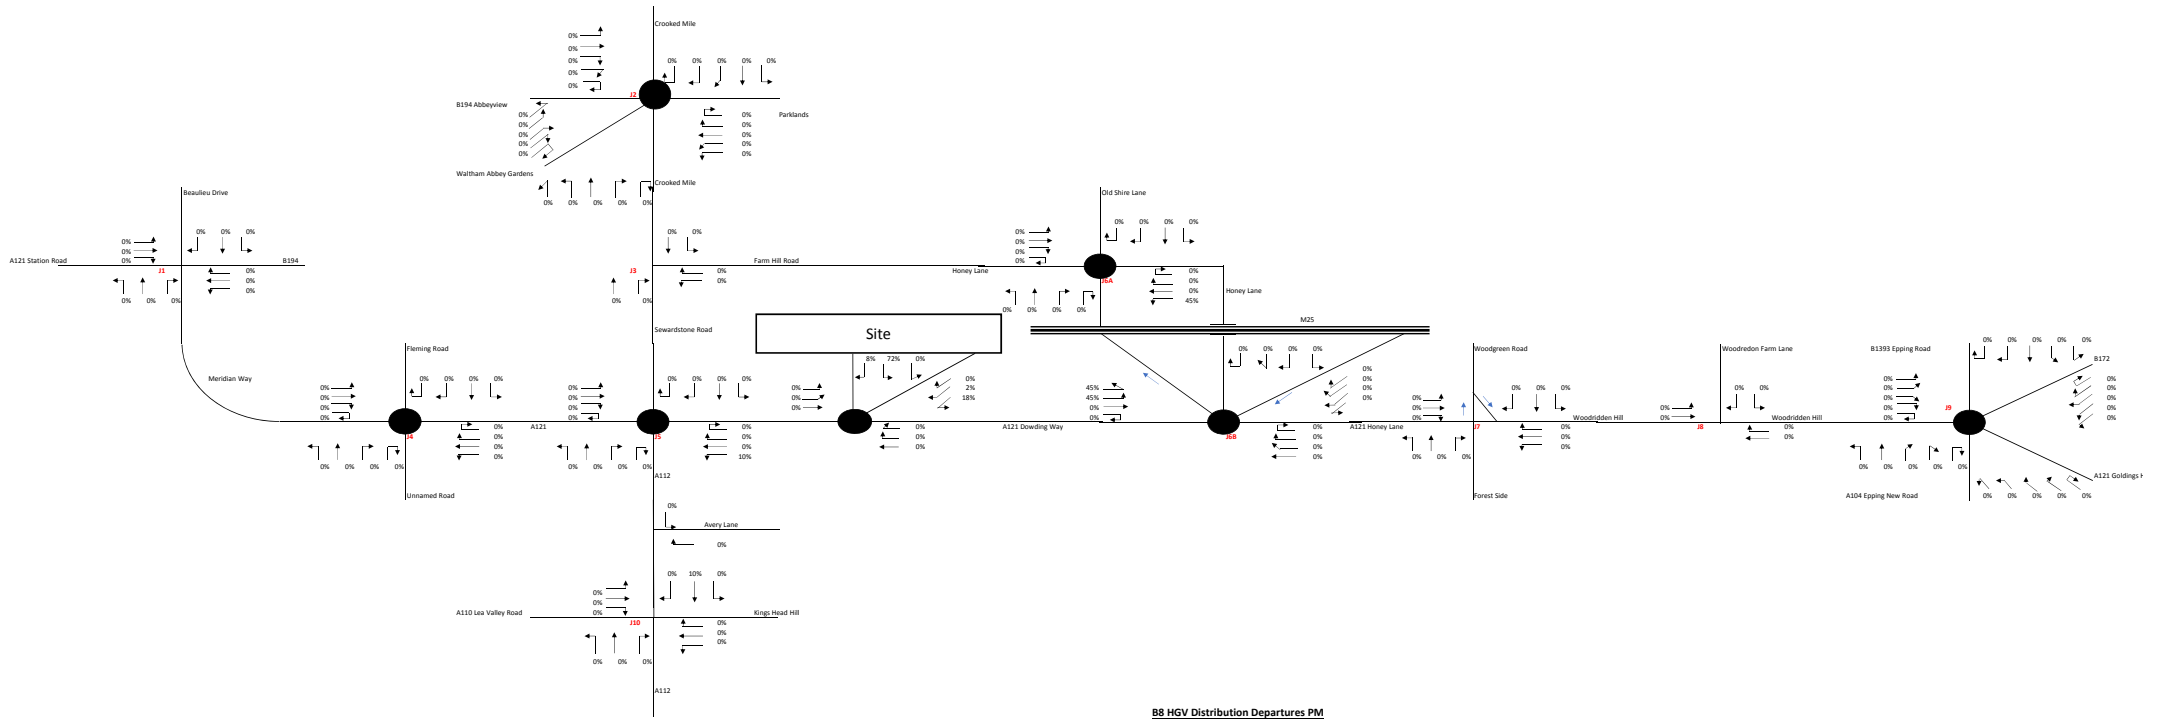 Crooked Mile
0%
0%
0%
0%
0%
0% 0% 0% 0% 0%
J2
B194 Abbeyview
Parklands
0%
0%
0%
0%
0%
0%
0%
0%
0%
0%
Waltham Abbey Gardens
Crooked Mile
0% 0% 0% 0% 0%
Beaulieu Drive
0% 0% 0%
0%
0%
0%
A121 Station Road
J1
B194
0%
0%
0%
0% 0% 0%
0% 0%
J3
Farm Hill Road
0%
0%
0%
Sewardstone Road
Old Shire Lane
0% 0% 0% 0%
0%
0%
0%
0%
Honey Lane
J6A
0%
0%
0%
45%
0% 0% 0% 0%
Honey Lane
M25
Site
8% 72% 0%
0%
2%
18%
0%
0%
0%
0%
0%
0%
Meridian Way
Fleming Road
0% 0% 0% 0%
0%
0%
0%
0%
J4
0%
0%
0%
0%
0% 0% 0% 0%
Unnamed Road
A121
0% 0% 0% 0%
0%
0%
0%
0%
J5
0%
0%
0%
10%
0% 0% 0% 0%
A112
A121 Dowding Way
0% 0% 0% 0%
45%
45%
0%
0%
0%
0%
0%
0%
J6B
0%
0%
0%
0%
A121 Honey Lane
Woodgreen Road
0% 0% 0%
0%
0%
0%
J7
0%
0%
0%
0% 0% 0%
Forest Side
Woodridden Hill
Woodredon Farm Lane
0% 0%
0%
0%
J8
Woodridden Hill
0%
0%
B1393 Epping Road
0% 0% 0% 0% 0%
B172
0%
0%
0%
0%
0%
J9
0%
0%
0%
0%
0%
0% 0% 0% 0% 0%
A121 Goldings H
A104 Epping New Road
0% 0% 0% 0% 0%
0%
Avery Lane
0%
0% 10% 0%
0%
0%
0%
A110 Lea Valley Road
J10
Kings Head Hill
0%
0%
0%
0% 0% 0%
A112
B8 HGV Distribution Departures PM